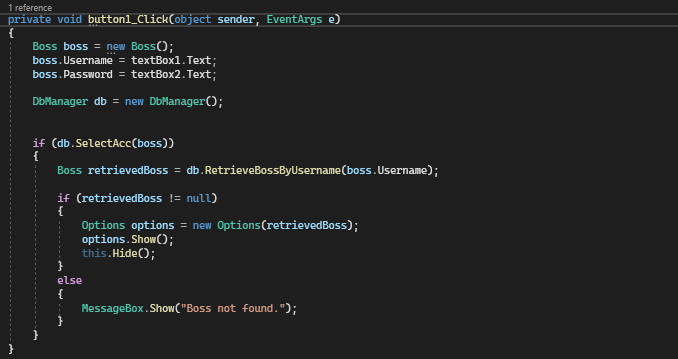 1 reference
private void button1_Click(object sender, EventArgs e)
{
    Boss boss = new Boss();
    boss.Username = textBox1.Text;
    boss.Password = textBox2.Text;

    DbManager db = new DbManager();


    if (db.SelectAcc(boss))
    {
        Boss retrievedBoss = db.RetrieveBossByUsername(boss.Username);

        if (retrievedBoss != null)
        {
            Options options = new Options(retrievedBoss);
            options.Show();
            this.Hide();
        }
        else
        {
            MessageBox.Show("Boss not found.");
        }
    }
}